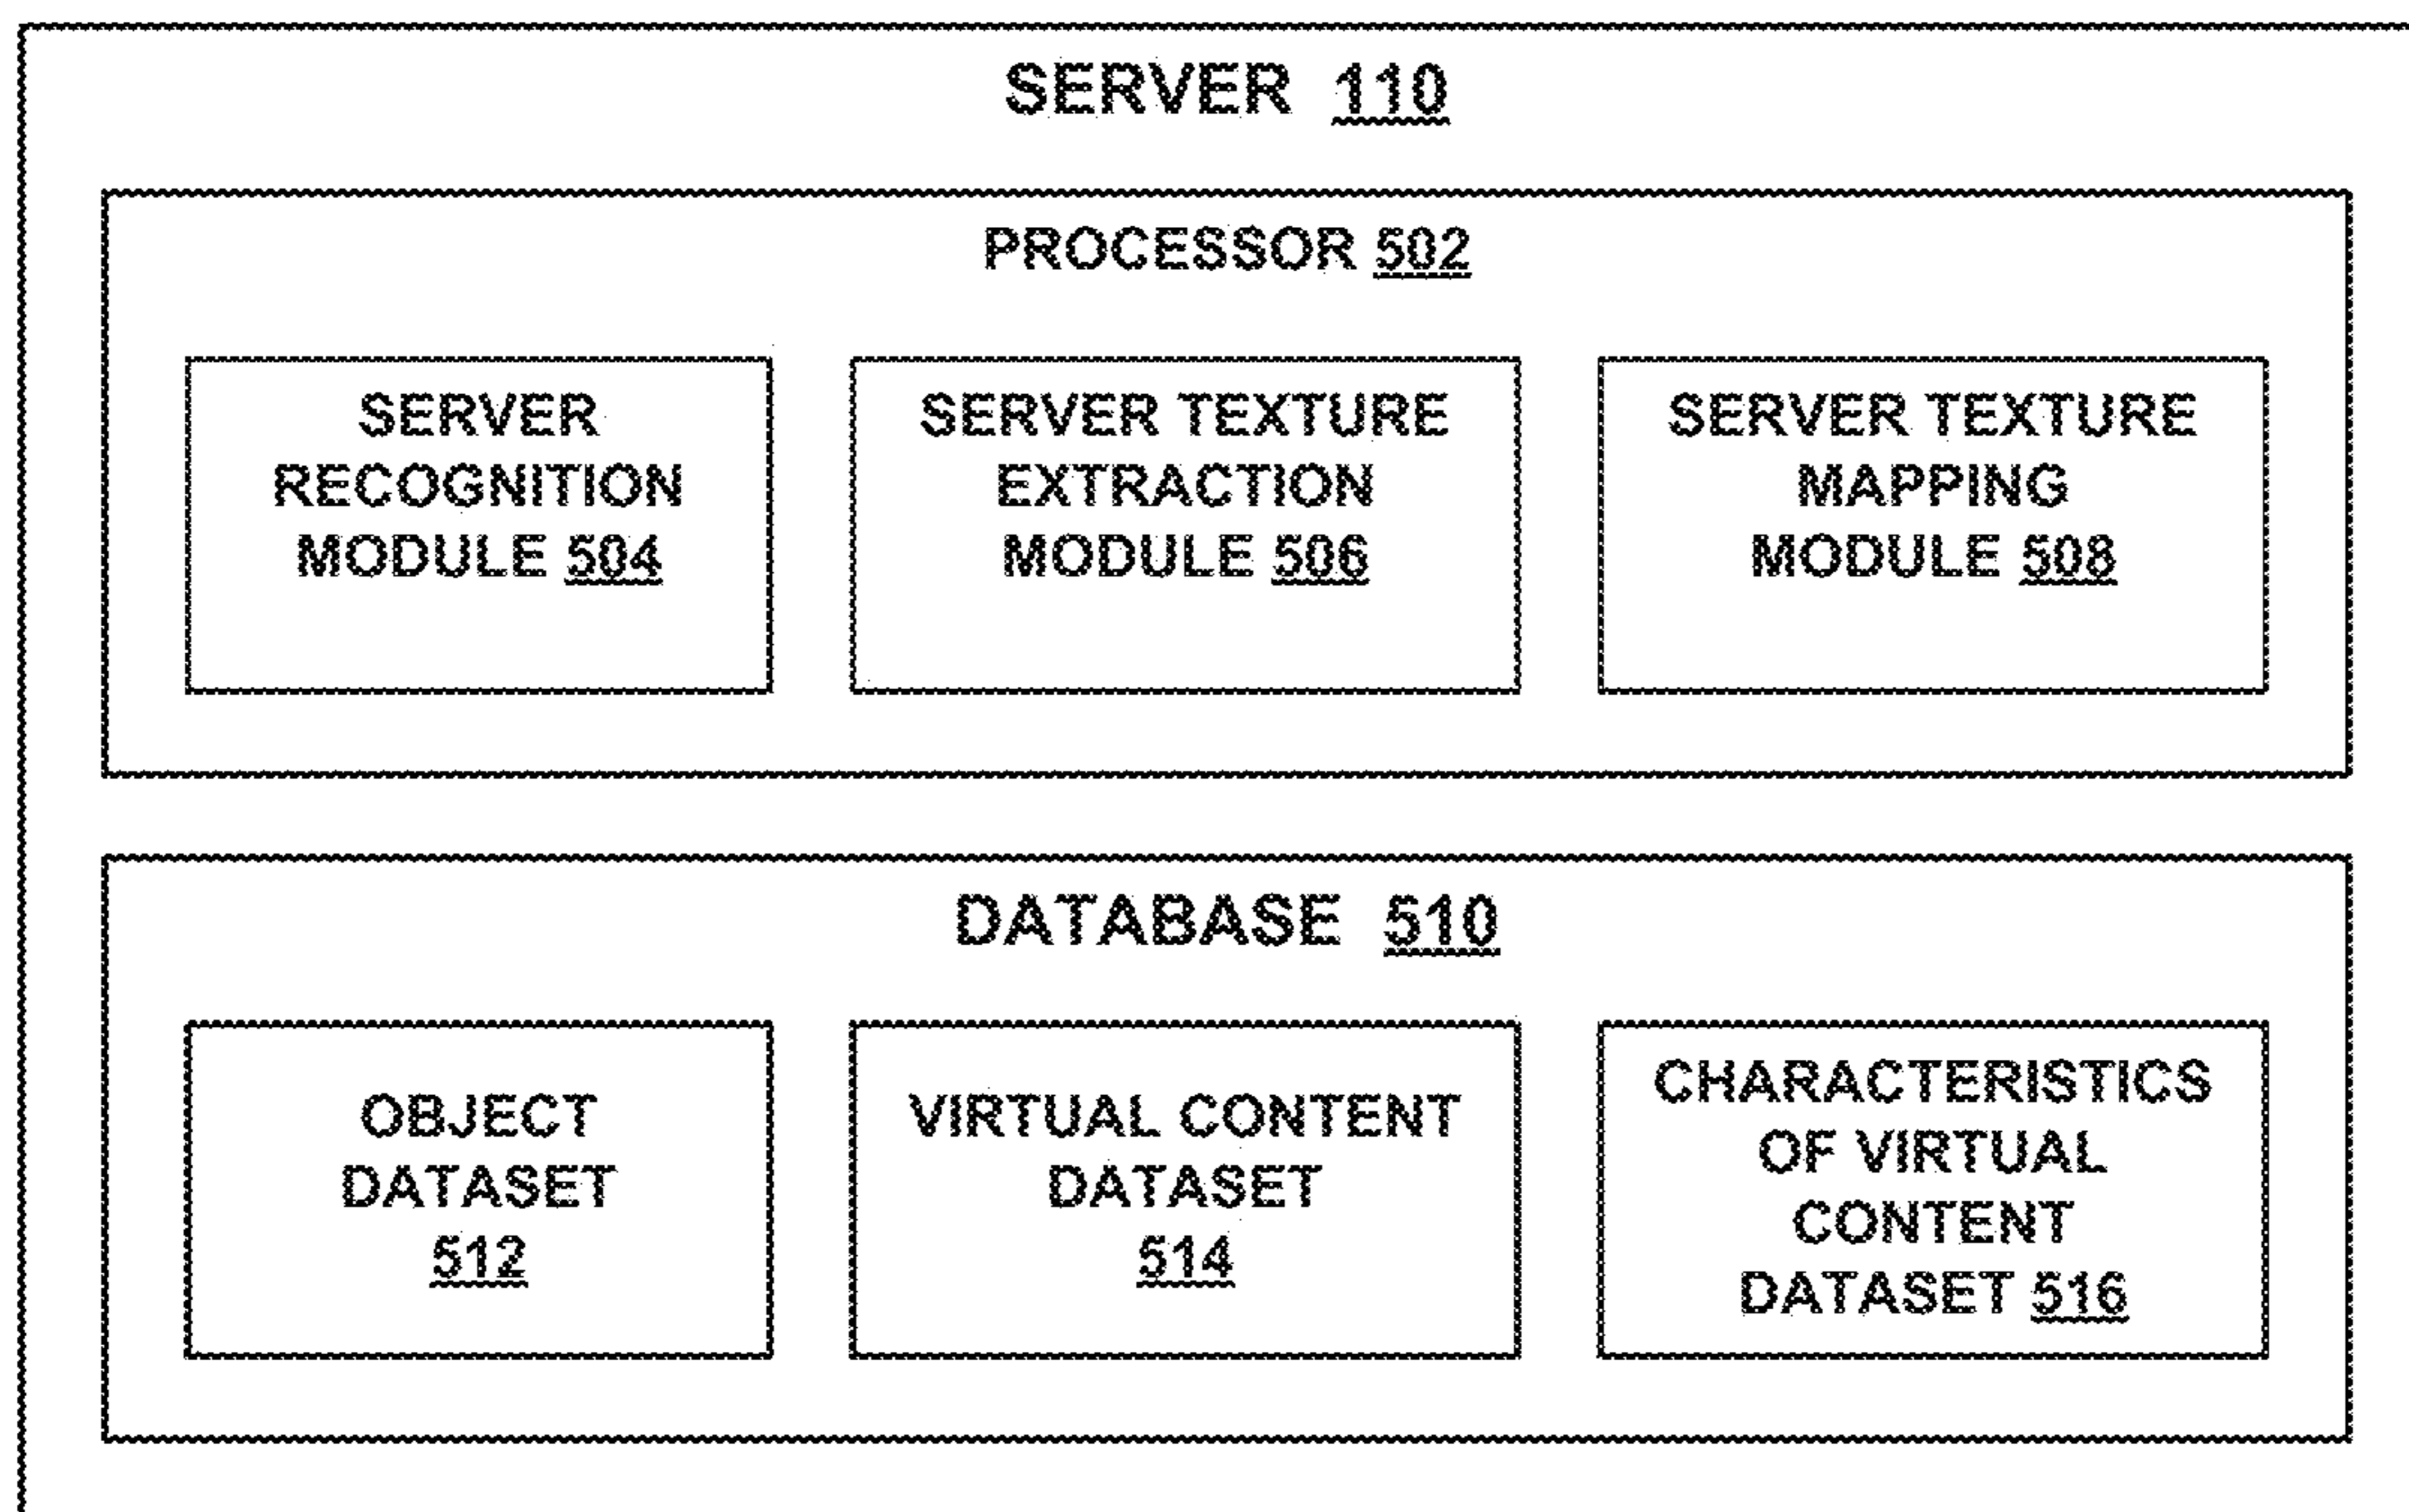 SERVER 110
PROCESSOR 502
SERVER
RECOGNITION
MODULE 504
SERVER TEXTURE
EXTRACTION
MODULE 506
SERVER TEXTURE
MAPPING
MODULE 508
DATABASE 510
OBJECT
DATASET
512
VIRTUAL CONTENT
DATASET
514
CHARACTERISTICS
OF VIRTUAL
CONTENT
DATASET 516